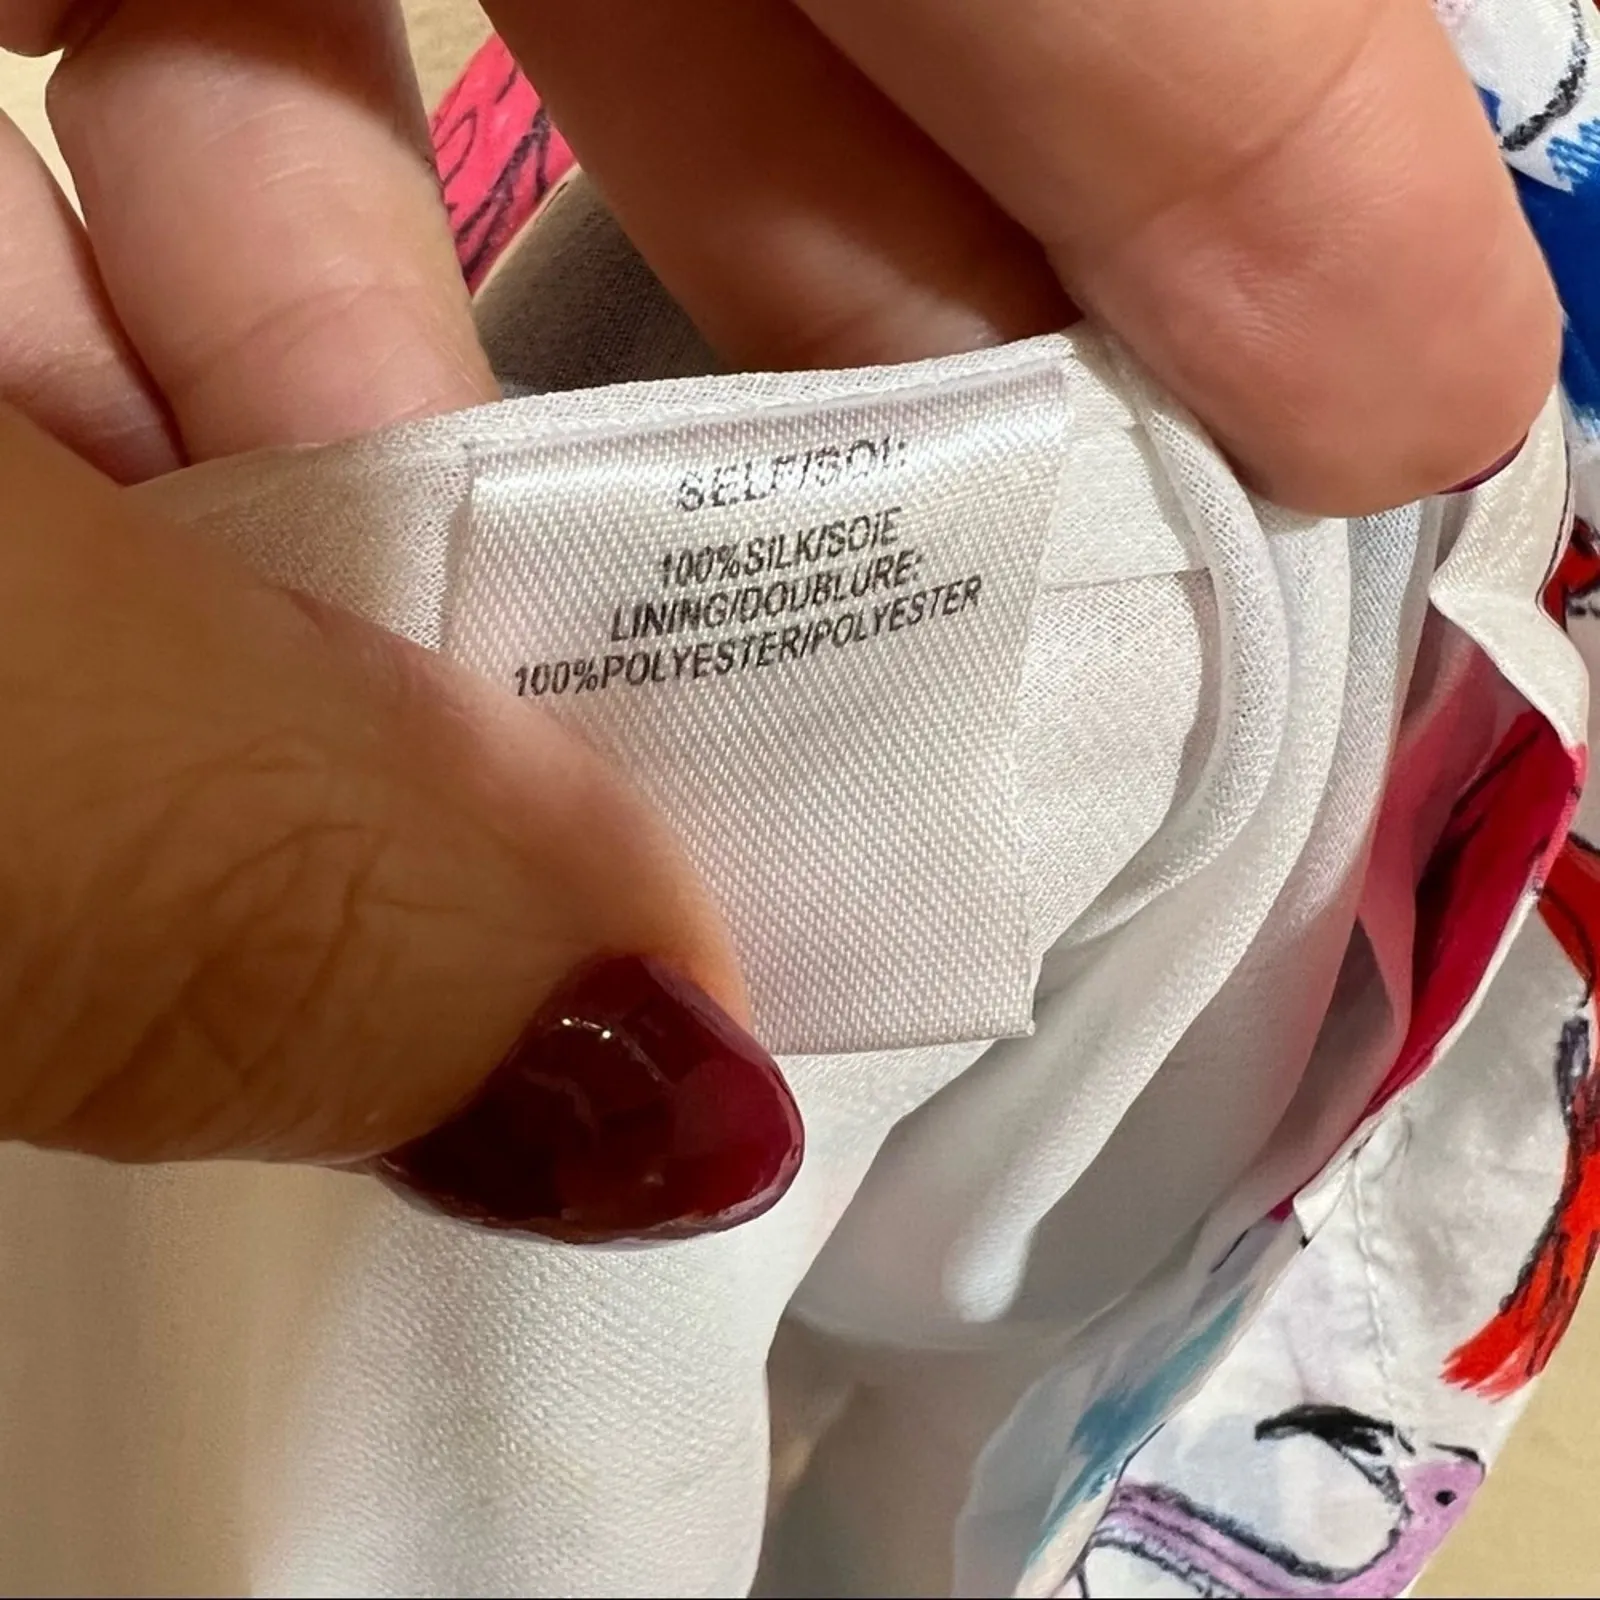 SELF/SOI:
100%SILK/SOIE
LINING/DOUBLURE:
100%POLYESTER/POLYESTER